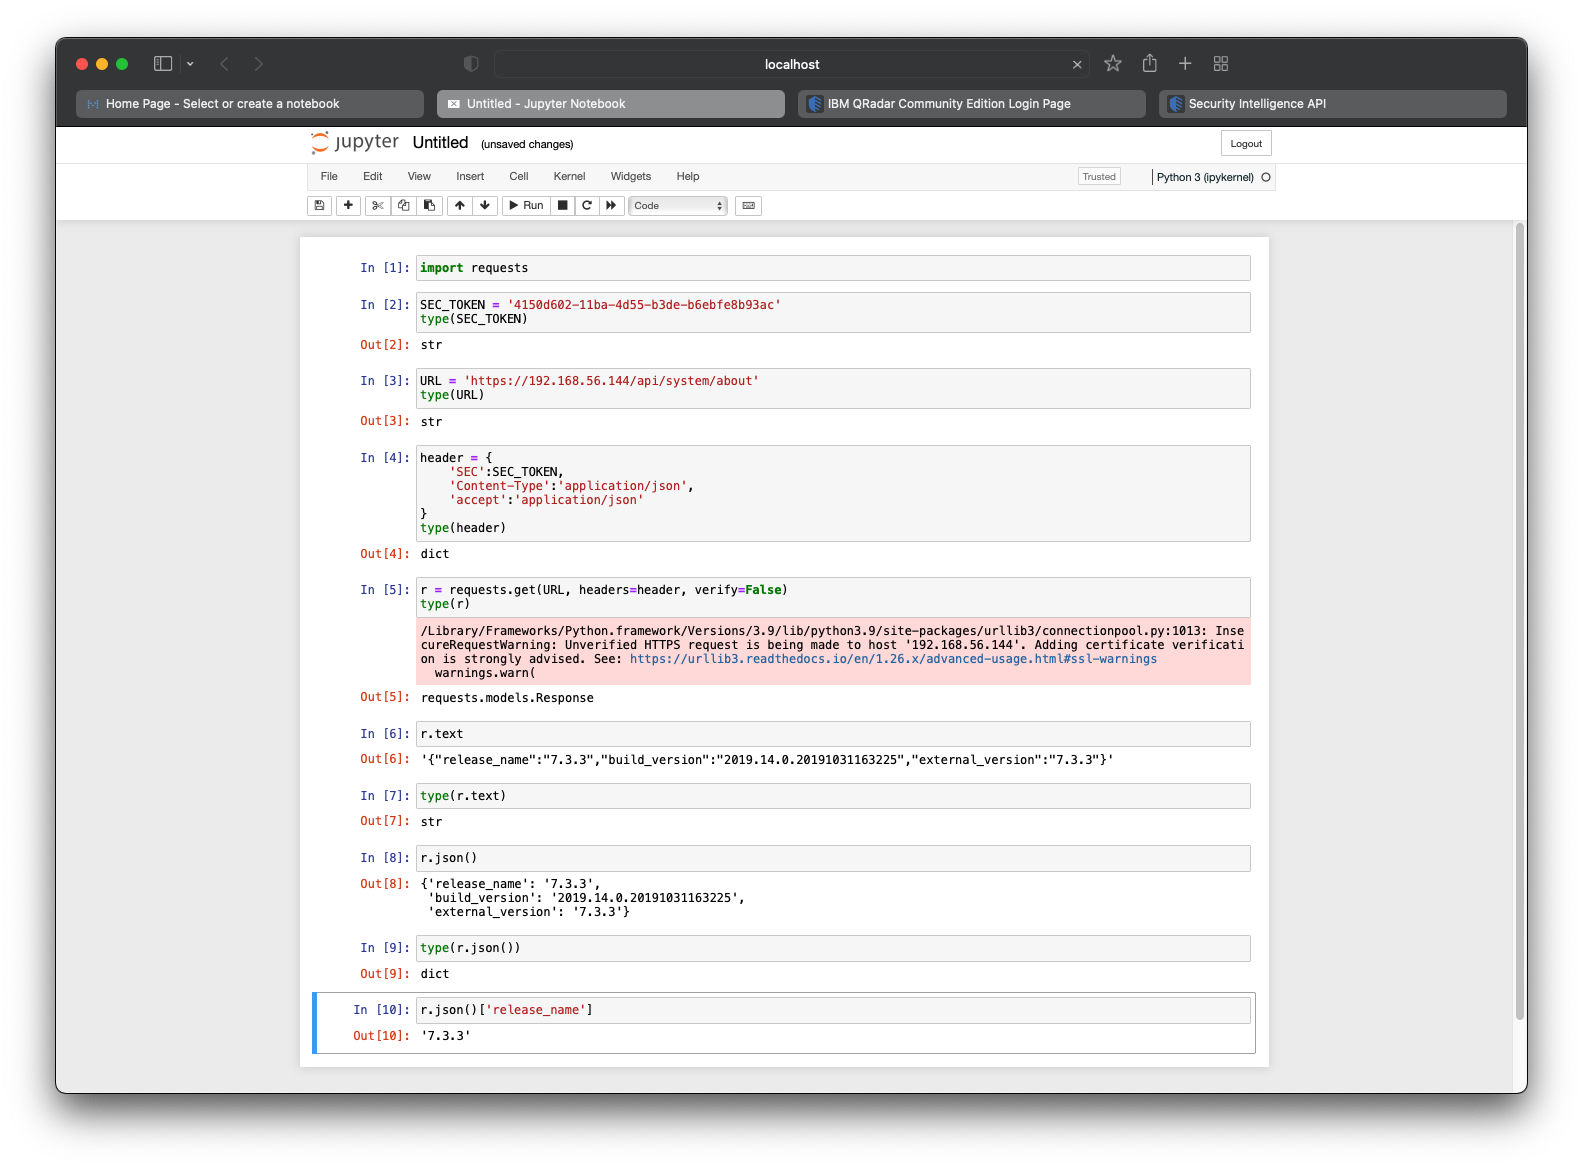 localhost
Home Page - Select or create a notebook
Untitled - Jupyter Notebook
IBM QRadar Community Edition Login Page
Security Intelligence API
jupyter Untitled (unsaved changes)
Logout
File Edit View Insert Cell Kernel Widgets Help
Trusted
Python 3 (ipykernel)
Run
Code
In [1]: import requests
In [2]: SEC_TOKEN = '4150d602-11ba-4d55-b3de-b6ebfe8b93ac'
type(SEC_TOKEN)
Out[2]: str
In [3]: URL = 'https://192.168.56.144/api/system/about'
type(URL)
Out[3]: str
In [4]: header = {
'SEC':SEC_TOKEN,
'Content-Type':'application/json',
'accept':'application/json'
}
type(header)
Out[4]: dict
In [5]: r = requests.get(URL, headers=header, verify=False)
type(r)
/Library/Frameworks/Python.framework/Versions/3.9/lib/python3.9/site-packages/urllib3/connectionpool.py:1013: Inse
cureRequestWarning: Unverified HTTPS request is being made to host '192.168.56.144'. Adding certificate verificati
on is strongly advised. See: https://urllib3.readthedocs.io/en/1.26.x/advanced-usage.html#ssl-warnings
warnings.warn(
Out[5]: requests.models.Response
In [6]: r.text
Out[6]: '{"release_name":"7.3.3","build_version":"2019.14.0.20191031163225","external_version":"7.3.3"}'
In [7]: type(r.text)
Out[7]: str
In [8]: r.json()
Out[8]: {'release_name': '7.3.3',
'build_version': '2019.14.0.20191031163225',
'external_version': '7.3.3'}
In [9]: type(r.json())
Out[9]: dict
In [10]: r.json()['release_name']
Out[10]: '7.3.3'